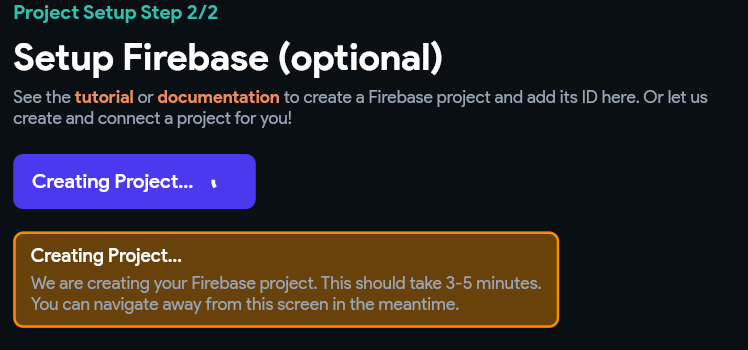 Project Setup Step 2/2
Setup Firebase (optional)
See the tutorial or documentation to create a Firebase project and add its ID here. Or let us
create and connect a project for you!
Creating Project...
Creating Project...
We are creating your Firebase project. This should take 3-5 minutes.
You can navigate away from this screen in the meantime.